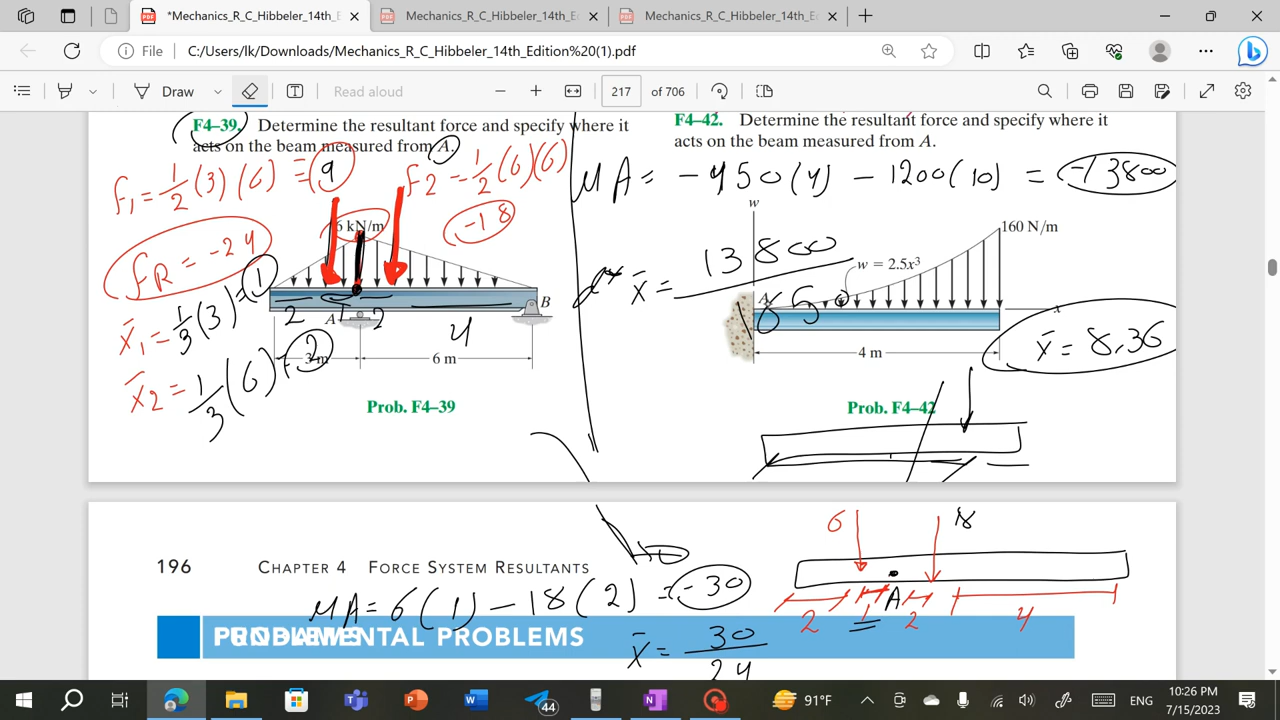 *Mechanics_R_C_Hibbeler_14th_E
Mechanics_R_C_Hibbeler_14th_Ed
Mechanics_R_C_Hibbeler_14th_Ed
File
C:/Users/lk/Downloads/Mechanics_R_C_Hibbeler_14th_Edition%20(1).pdf
Draw
Read aloud
217
of 706
F4–39. Determine the resultant force and specify where it
acts on the beam measured from A.
f1 = 1/2 (3)(6) = 9
f2 = 1/2 (6)(6)
-18
6 kN/m
fR = -24
x̄1 = 1/3 (3) = 1
x̄2 = 1/3 (6) = 2
2 1 2 4
A
B
3 m
6 m
Prob. F4–39
F4–42. Determine the resultant force and specify where it
acts on the beam measured from A.
MA = -450(4) - 1200(10) = -13800
w
160 N/m
w = 2.5x³
x̄ = 13800
1650
A
x
4 m
x̄ = 8.36
Prob. F4–42
196 CHAPTER 4 FORCE SYSTEM RESULTANTS
MA = 6(1) - 18(2) = -30
x̄ = 30
24
6 18
A
2 1 2 4
44
91°F
ENG
10:26 PM
7/15/2023